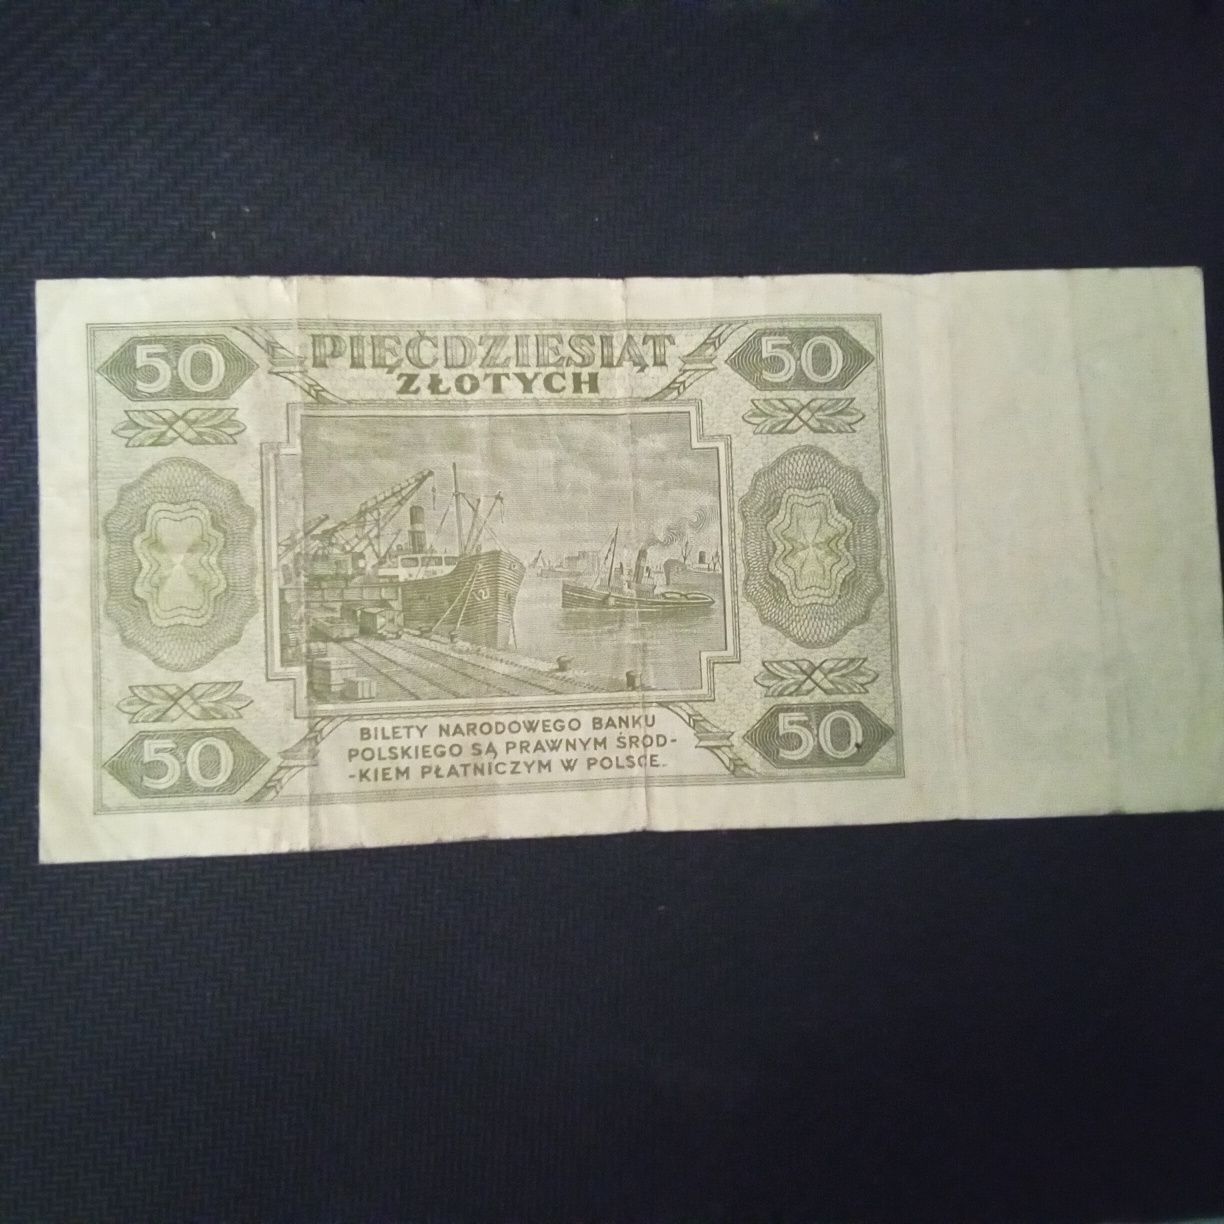 50 PIĘĆDZIESIĄT 50
ZŁOTYCH
50 BILETY NARODOWEGO BANKU 50
POLSKIEGO SĄ PRAWNYM ŚROD-
-KIEM PŁATNICZYM W POLSCE.